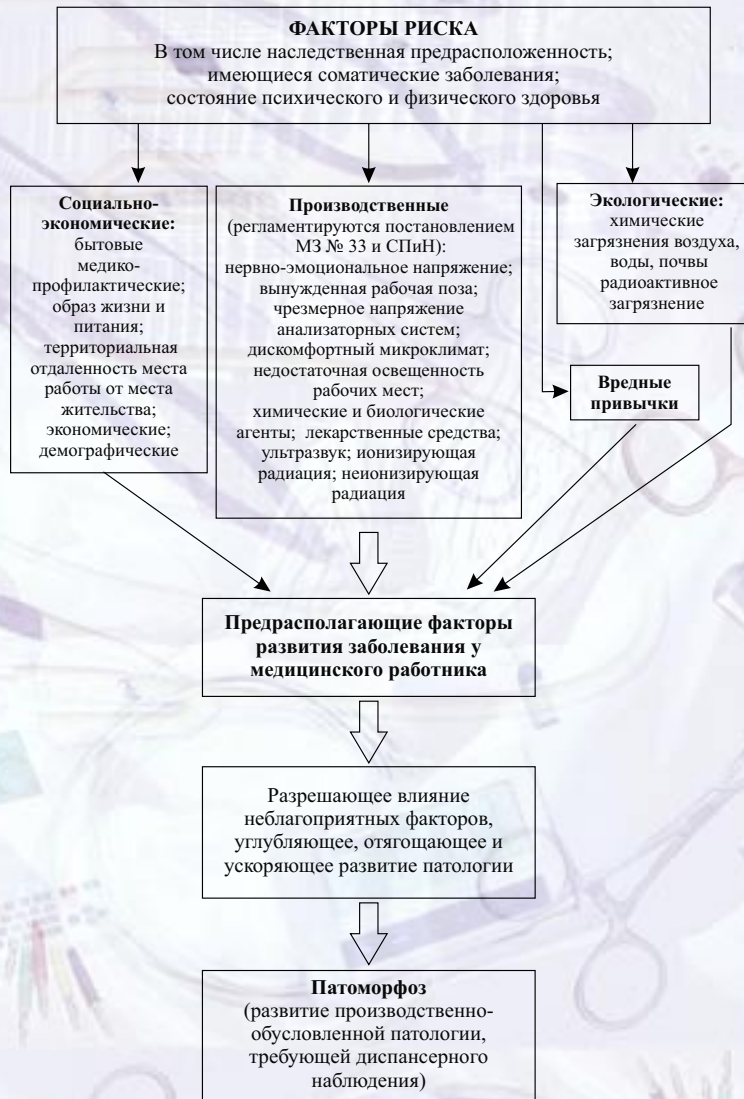 ФАКТОРЫ РИСКА
В том числе наследственная предрасположенность;
имеющиеся соматические заболевания;
состояние психического и физического здоровья
Социально-
экономические:
бытовые
медико-
профилактические;
образ жизни и
питания;
территориальная
отдаленность места
работы от места
жительства;
экономические;
демографические
Производственные
(регламентируются постановлением
МЗ № 33 и СПиН):
нервно-эмоциональное напряжение;
вынужденная рабочая поза;
чрезмерное напряжение
анализаторных систем;
дискомфортный микроклимат;
недостаточная освещенность
рабочих мест;
химические и биологические
агенты; лекарственные средства;
ультразвук; ионизирующая
радиация; неионизирующая
радиация
Экологические:
химические
загрязнения воздуха,
воды, почвы
радиоактивное
загрязнение
Вредные
привычки
Предрасполагающие факторы
развития заболевания у
медицинского работника
Разрешающее влияние
неблагоприятных факторов,
углубляющее, отягощающее и
ускоряющее развитие патологии
Патоморфоз
(развитие производственно-
обусловленной патологии,
требующей диспансерного
наблюдения)